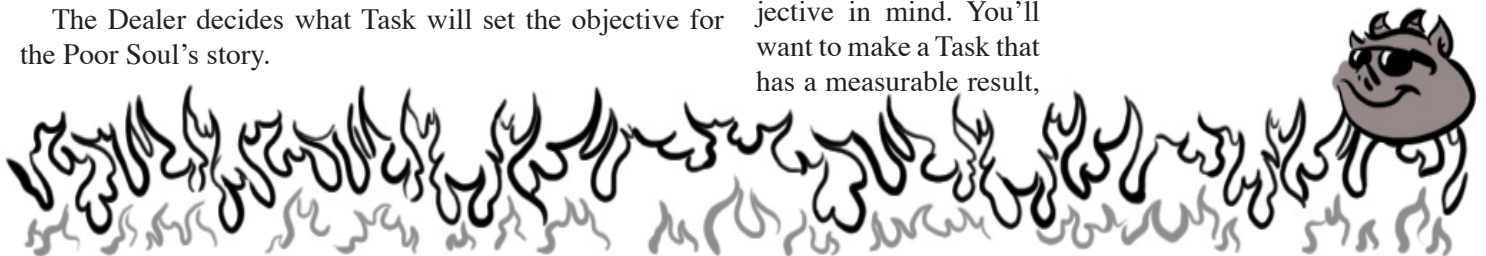 The Dealer decides what Task will set the objective for
the Poor Soul’s story.
jective in mind. You’ll
want to make a Task that
has a measurable result,